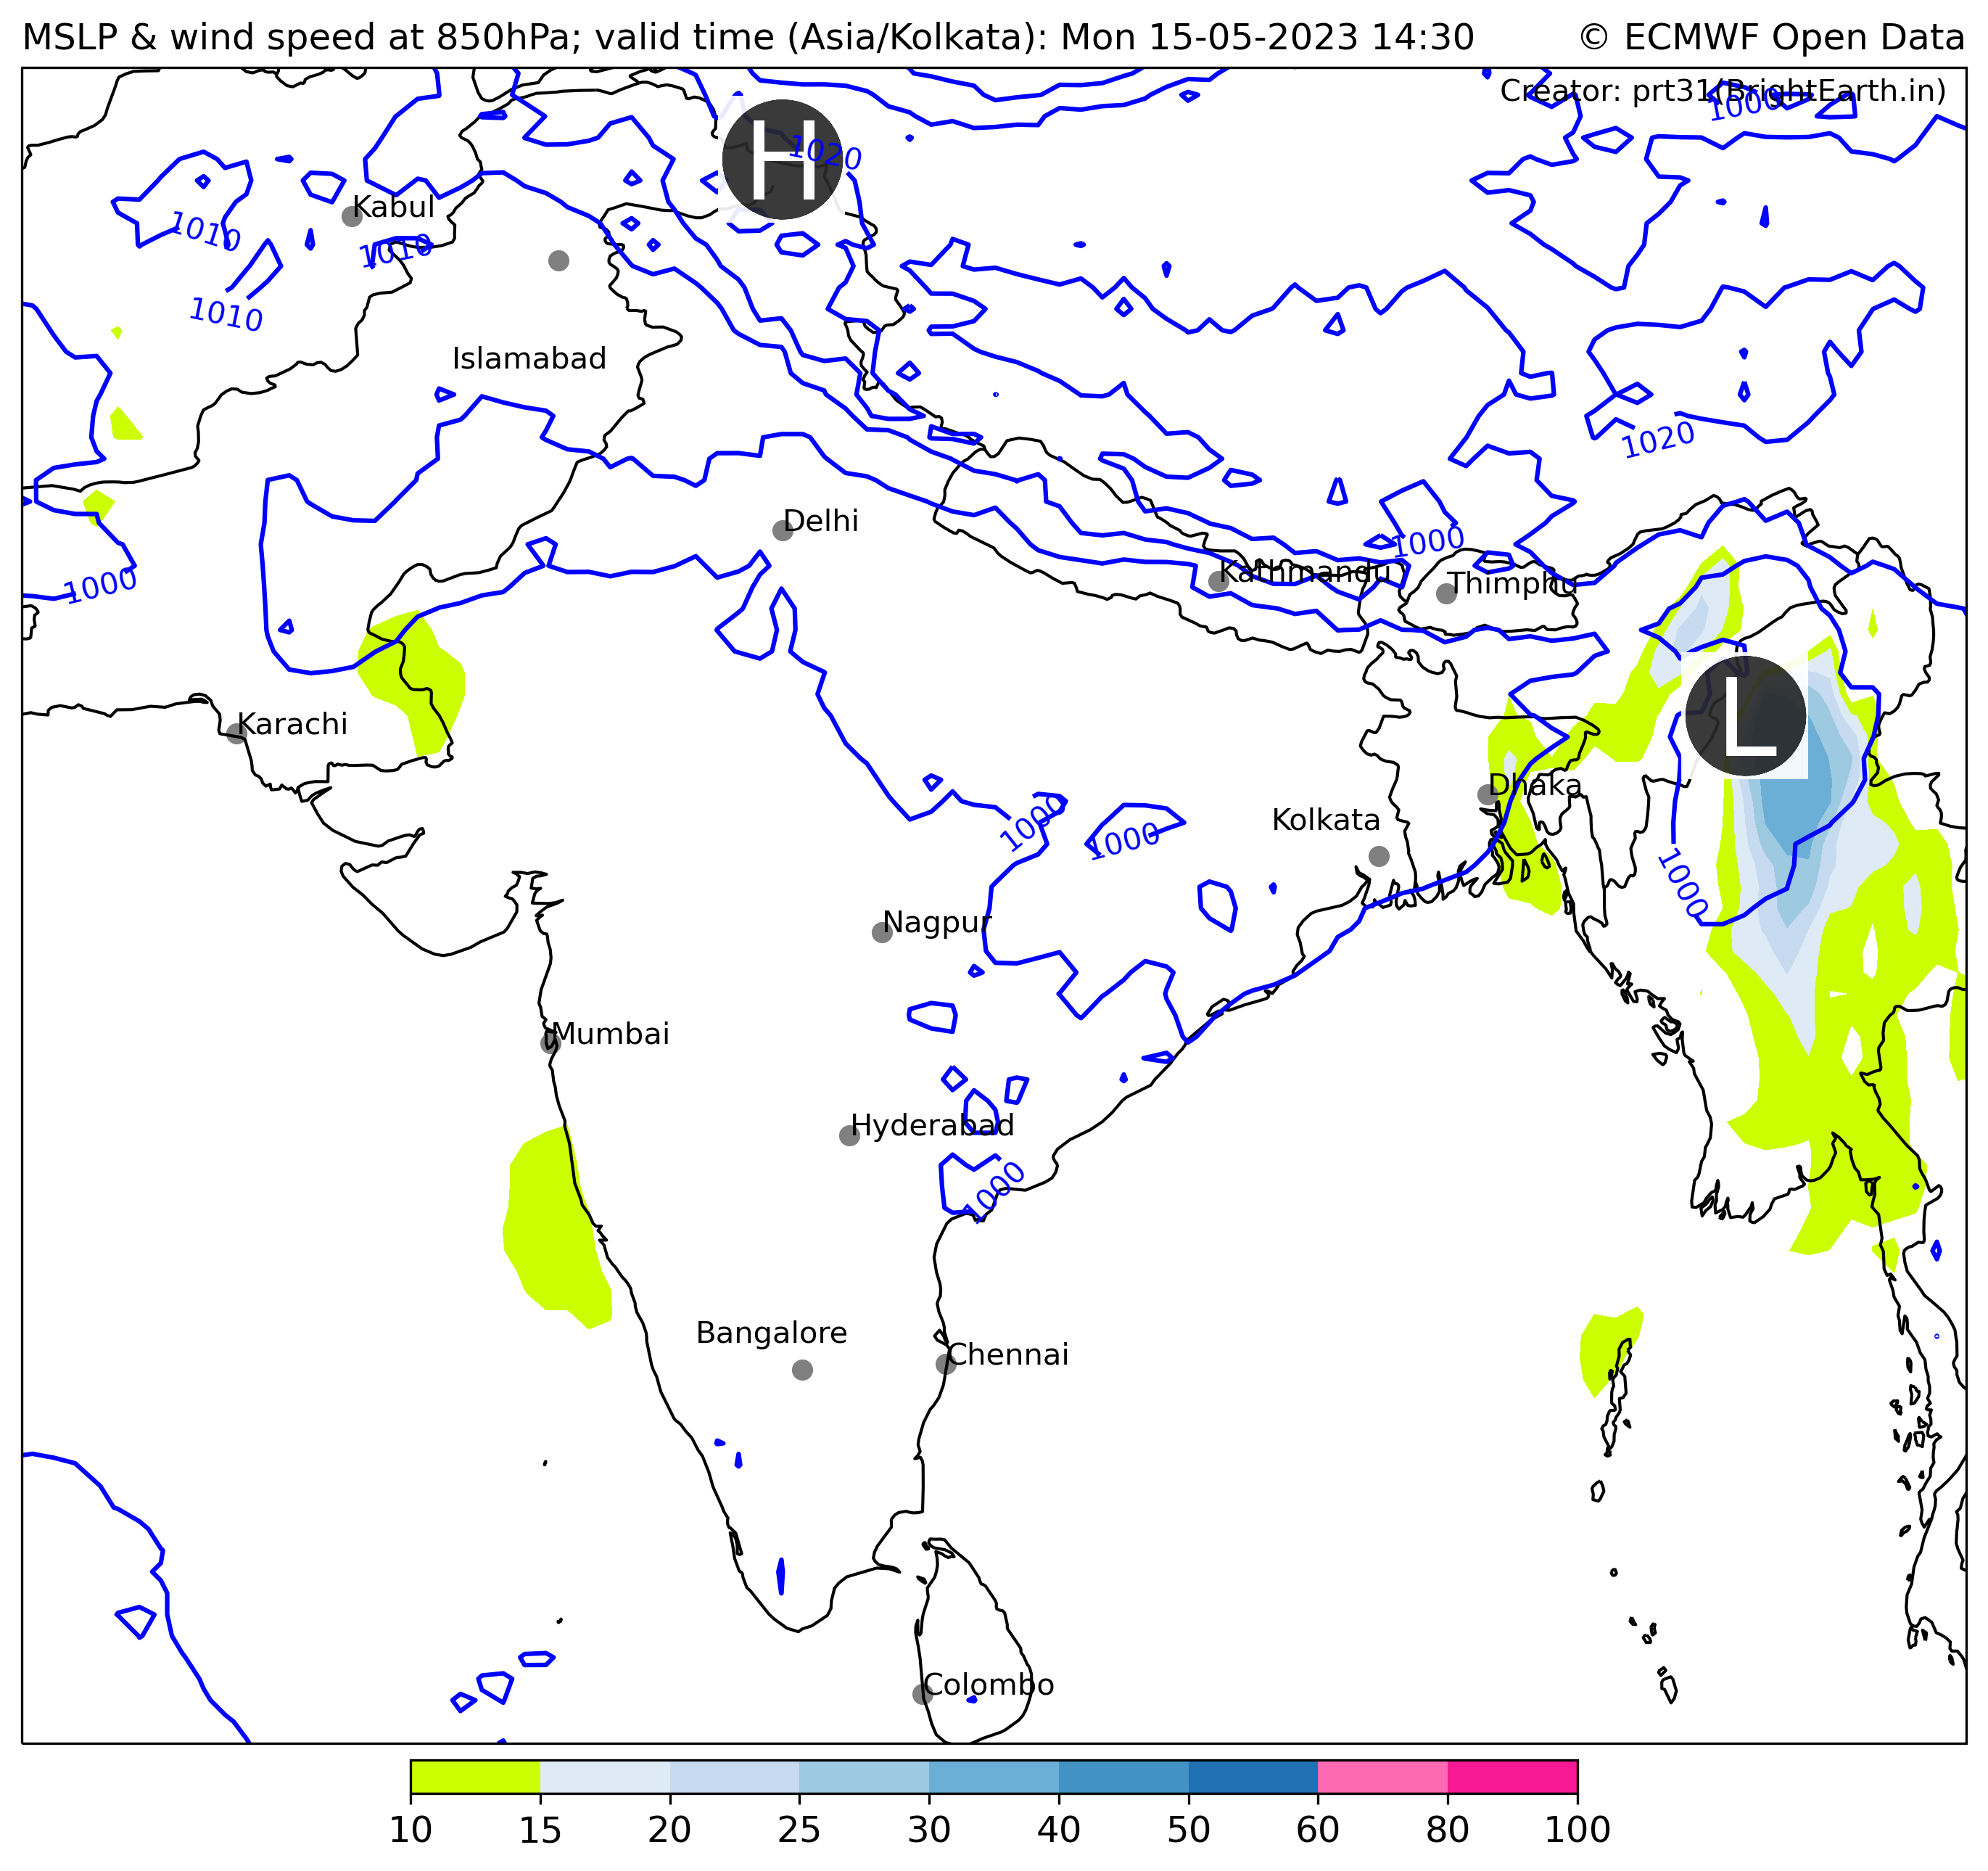 MSLP & wind speed at 850hPa; valid time (Asia/Kolkata): Mon 15-05-2023 14:30
© ECMWF Open Data
Creator: prt31(BrightEarth.in)
1000
H
1020
Kabul
1010
1010
1010
Islamabad
1020
Delhi
1000
1000
Kathmandu
Thimphu
Karachi
L
Dhaka
Kolkata
1000
1000
1000
Nagpur
Mumbai
Hyderabad
1000
Bangalore
Chennai
Colombo
10 15 20 25 30 40 50 60 80 100